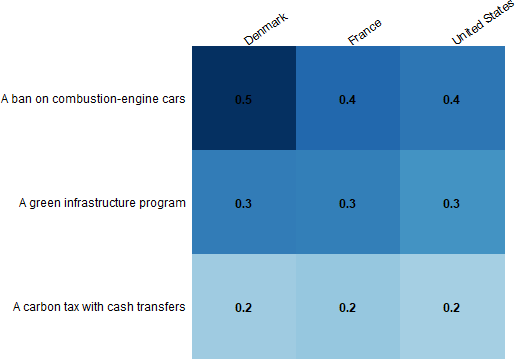 Denmark France United States
A ban on combustion-engine cars 0.5 0.4 0.4
A green infrastructure program 0.3 0.3 0.3
A carbon tax with cash transfers 0.2 0.2 0.2